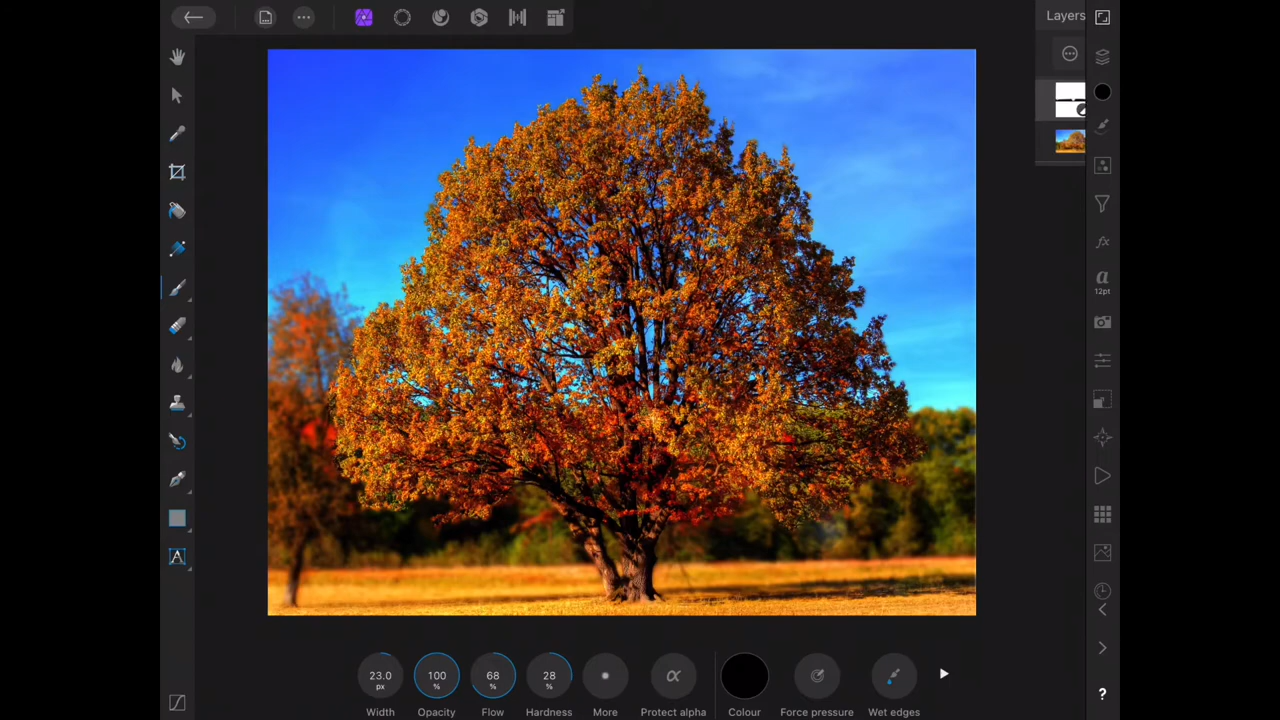 Layers
a
12pt
A
?
23.0
px
100
%
68
%
28
%
α
Width
Opacity
Flow
Hardness
More
Protect alpha
Colour
Force pressure
Wet edges
fx